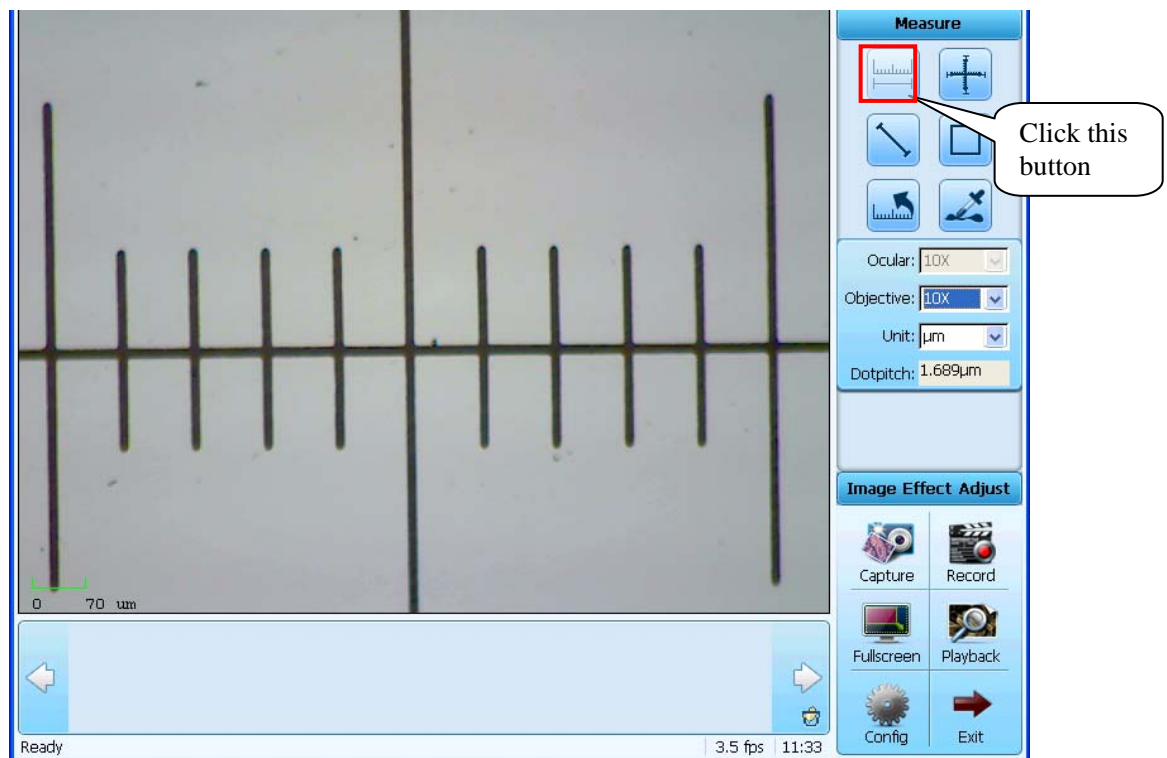 Measure
Click this
button
Ocular: 10X
Objective: 10X
Unit: µm
Dotpitch: 1.689µm
Image Effect Adjust
Capture
Record
Fullscreen
Playback
Config
Exit
0 70 um
Ready
3.5 fps
11:33